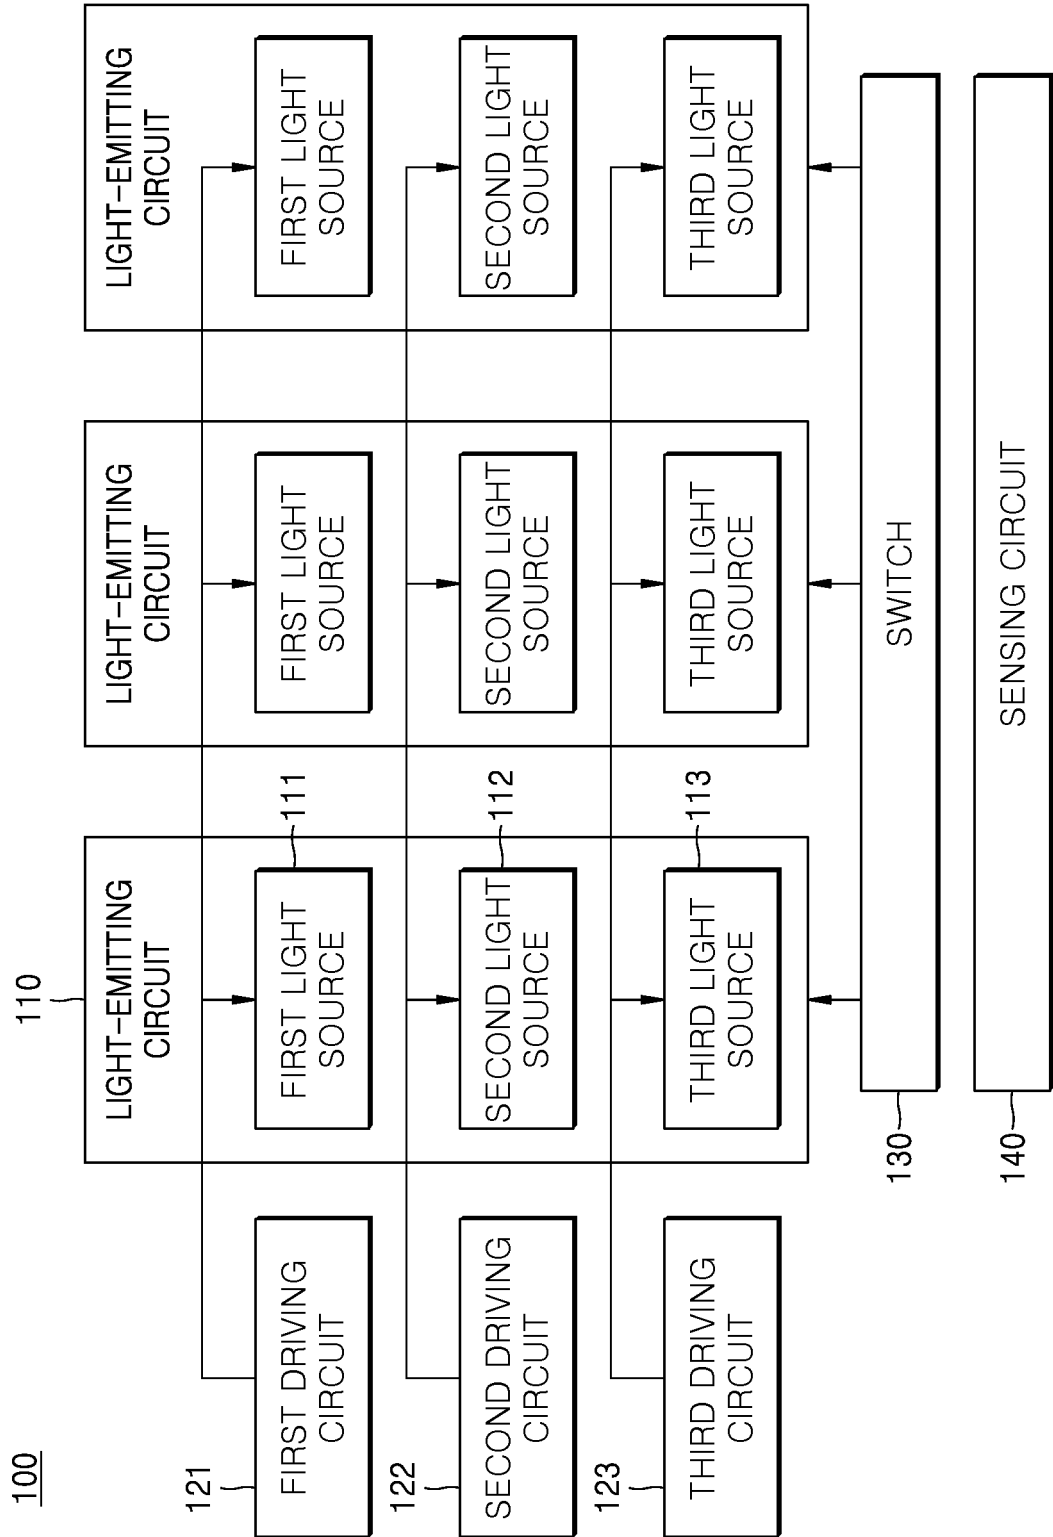 100
110
LIGHT-EMITTING
CIRCUIT
LIGHT-EMITTING
CIRCUIT
LIGHT-EMITTING
CIRCUIT
121
FIRST DRIVING
CIRCUIT
FIRST LIGHT
SOURCE
111
FIRST LIGHT
SOURCE
FIRST LIGHT
SOURCE
122
SECOND DRIVING
CIRCUIT
SECOND LIGHT
SOURCE
112
SECOND LIGHT
SOURCE
SECOND LIGHT
SOURCE
123
THIRD DRIVING
CIRCUIT
THIRD LIGHT
SOURCE
113
THIRD LIGHT
SOURCE
THIRD LIGHT
SOURCE
130
SWITCH
140
SENSING CIRCUIT